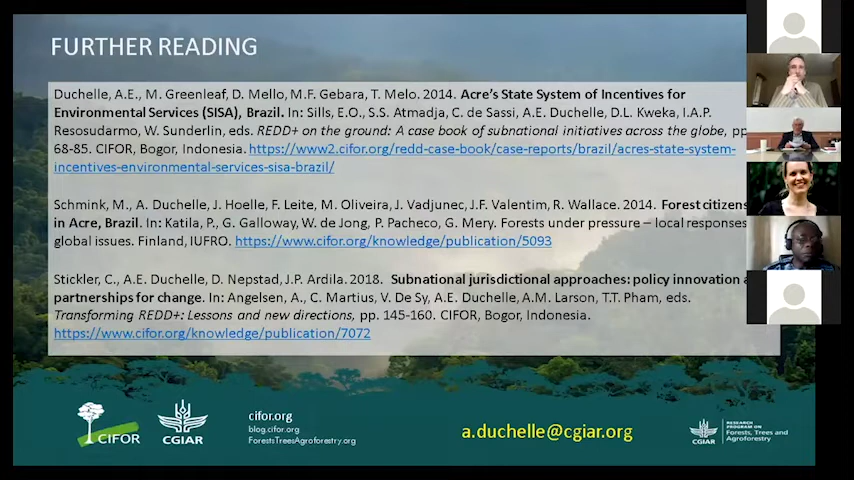 FURTHER READING
Duchelle, A.E., M. Greenleaf, D. Mello, M.F. Gebara, T. Melo. 2014. Acre's State System of Incentives for
Environmental Services (SISA), Brazil. In: Sills, E.O., S.S. Atmadja, C. de Sassi, A.E. Duchelle, D.L. Kweka, I.A.P.
Resosudarmo, W. Sunderlin, eds. REDD+ on the ground: A case book of subnational initiatives across the globe, pp
68-85. CIFOR, Bogor, Indonesia. https://www2.cifor.org/redd-case-book/case-reports/brazil/acres-state-system-
incentives-environmental-services-sisa-brazil/
Schmink, M., A. Duchelle, J. Hoelle, F. Leite, M. Oliveira, J. Vadjunec, J.F. Valentim, R. Wallace. 2014. Forest citizens
in Acre, Brazil. In: Katila, P., G. Galloway, W. de Jong, P. Pacheco, G. Mery. Forests under pressure – local responses
global issues. Finland, IUFRO. https://www.cifor.org/knowledge/publication/5093
Stickler, C., A.E. Duchelle, D. Nepstad, J.P. Ardila. 2018. Subnational jurisdictional approaches: policy innovation
partnerships for change. In: Angelsen, A., C. Martius, V. De Sy, A.E. Duchelle, A.M. Larson, T.T. Pham, eds.
Transforming REDD+: Lessons and new directions, pp. 145-160. CIFOR, Bogor, Indonesia.
https://www.cifor.org/knowledge/publication/7072
CIFOR
CGIAR
cifor.org
blog.cifor.org
ForestsTreesAgroforestry.org
a.duchelle@cgiar.org
CGIAR
RESEARCH
PROGRAM ON
Forests, Trees and
Agroforestry